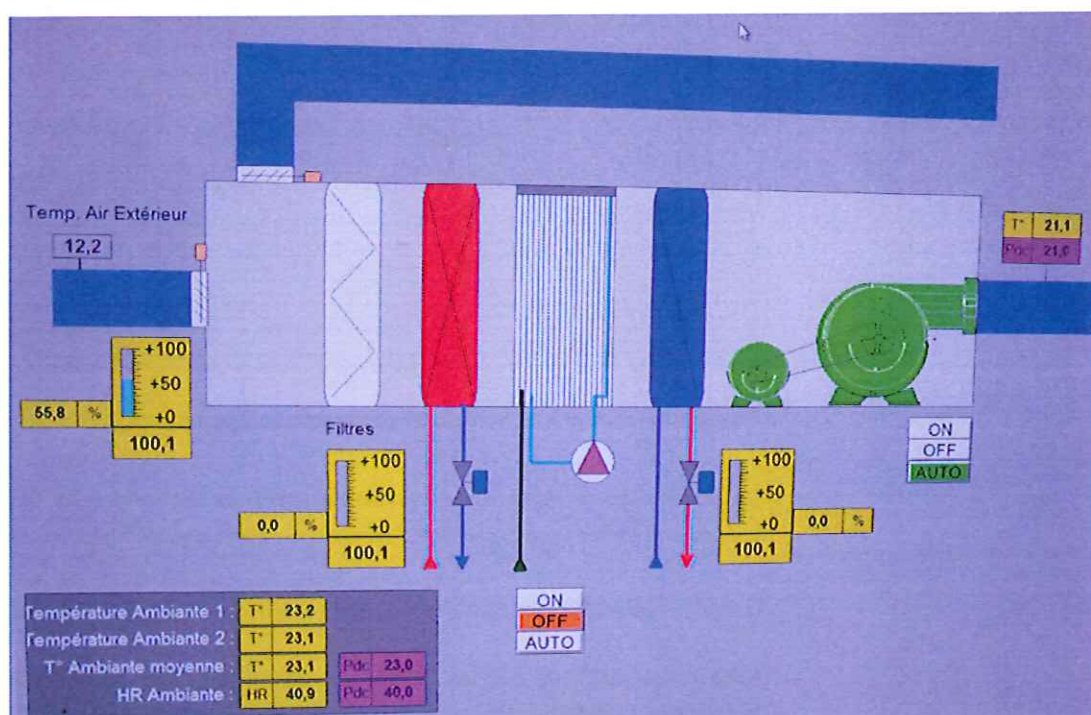 Temp. Air Extérieur
12,2
T° 21,1
Pdc 21,0
+100
+50
+0
55,8 %
100,1
Filtres
+100
+50
+0
0,0 %
100,1
+100
+50
+0
0,0 %
100,1
ON
OFF
AUTO
ON
OFF
AUTO
Température Ambiante 1 : T° 23,2
Température Ambiante 2 : T° 23,1
T° Ambiante moyenne : T° 23,1 Pdc 23,0
HR Ambiante : HR 40,9 Pdc 40,0